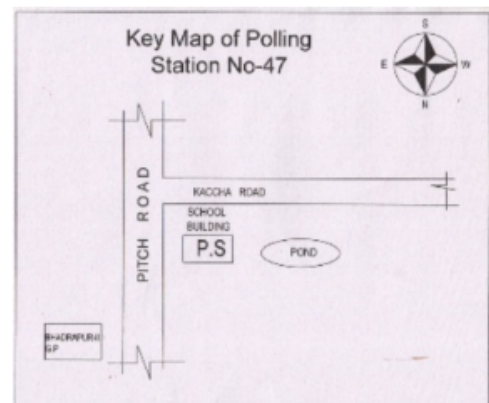 Key Map of Polling
Station No-47
S
E
W
N
PITCH ROAD
KACCHA ROAD
SCHOOL
BUILDING
P.S
POND
G.P